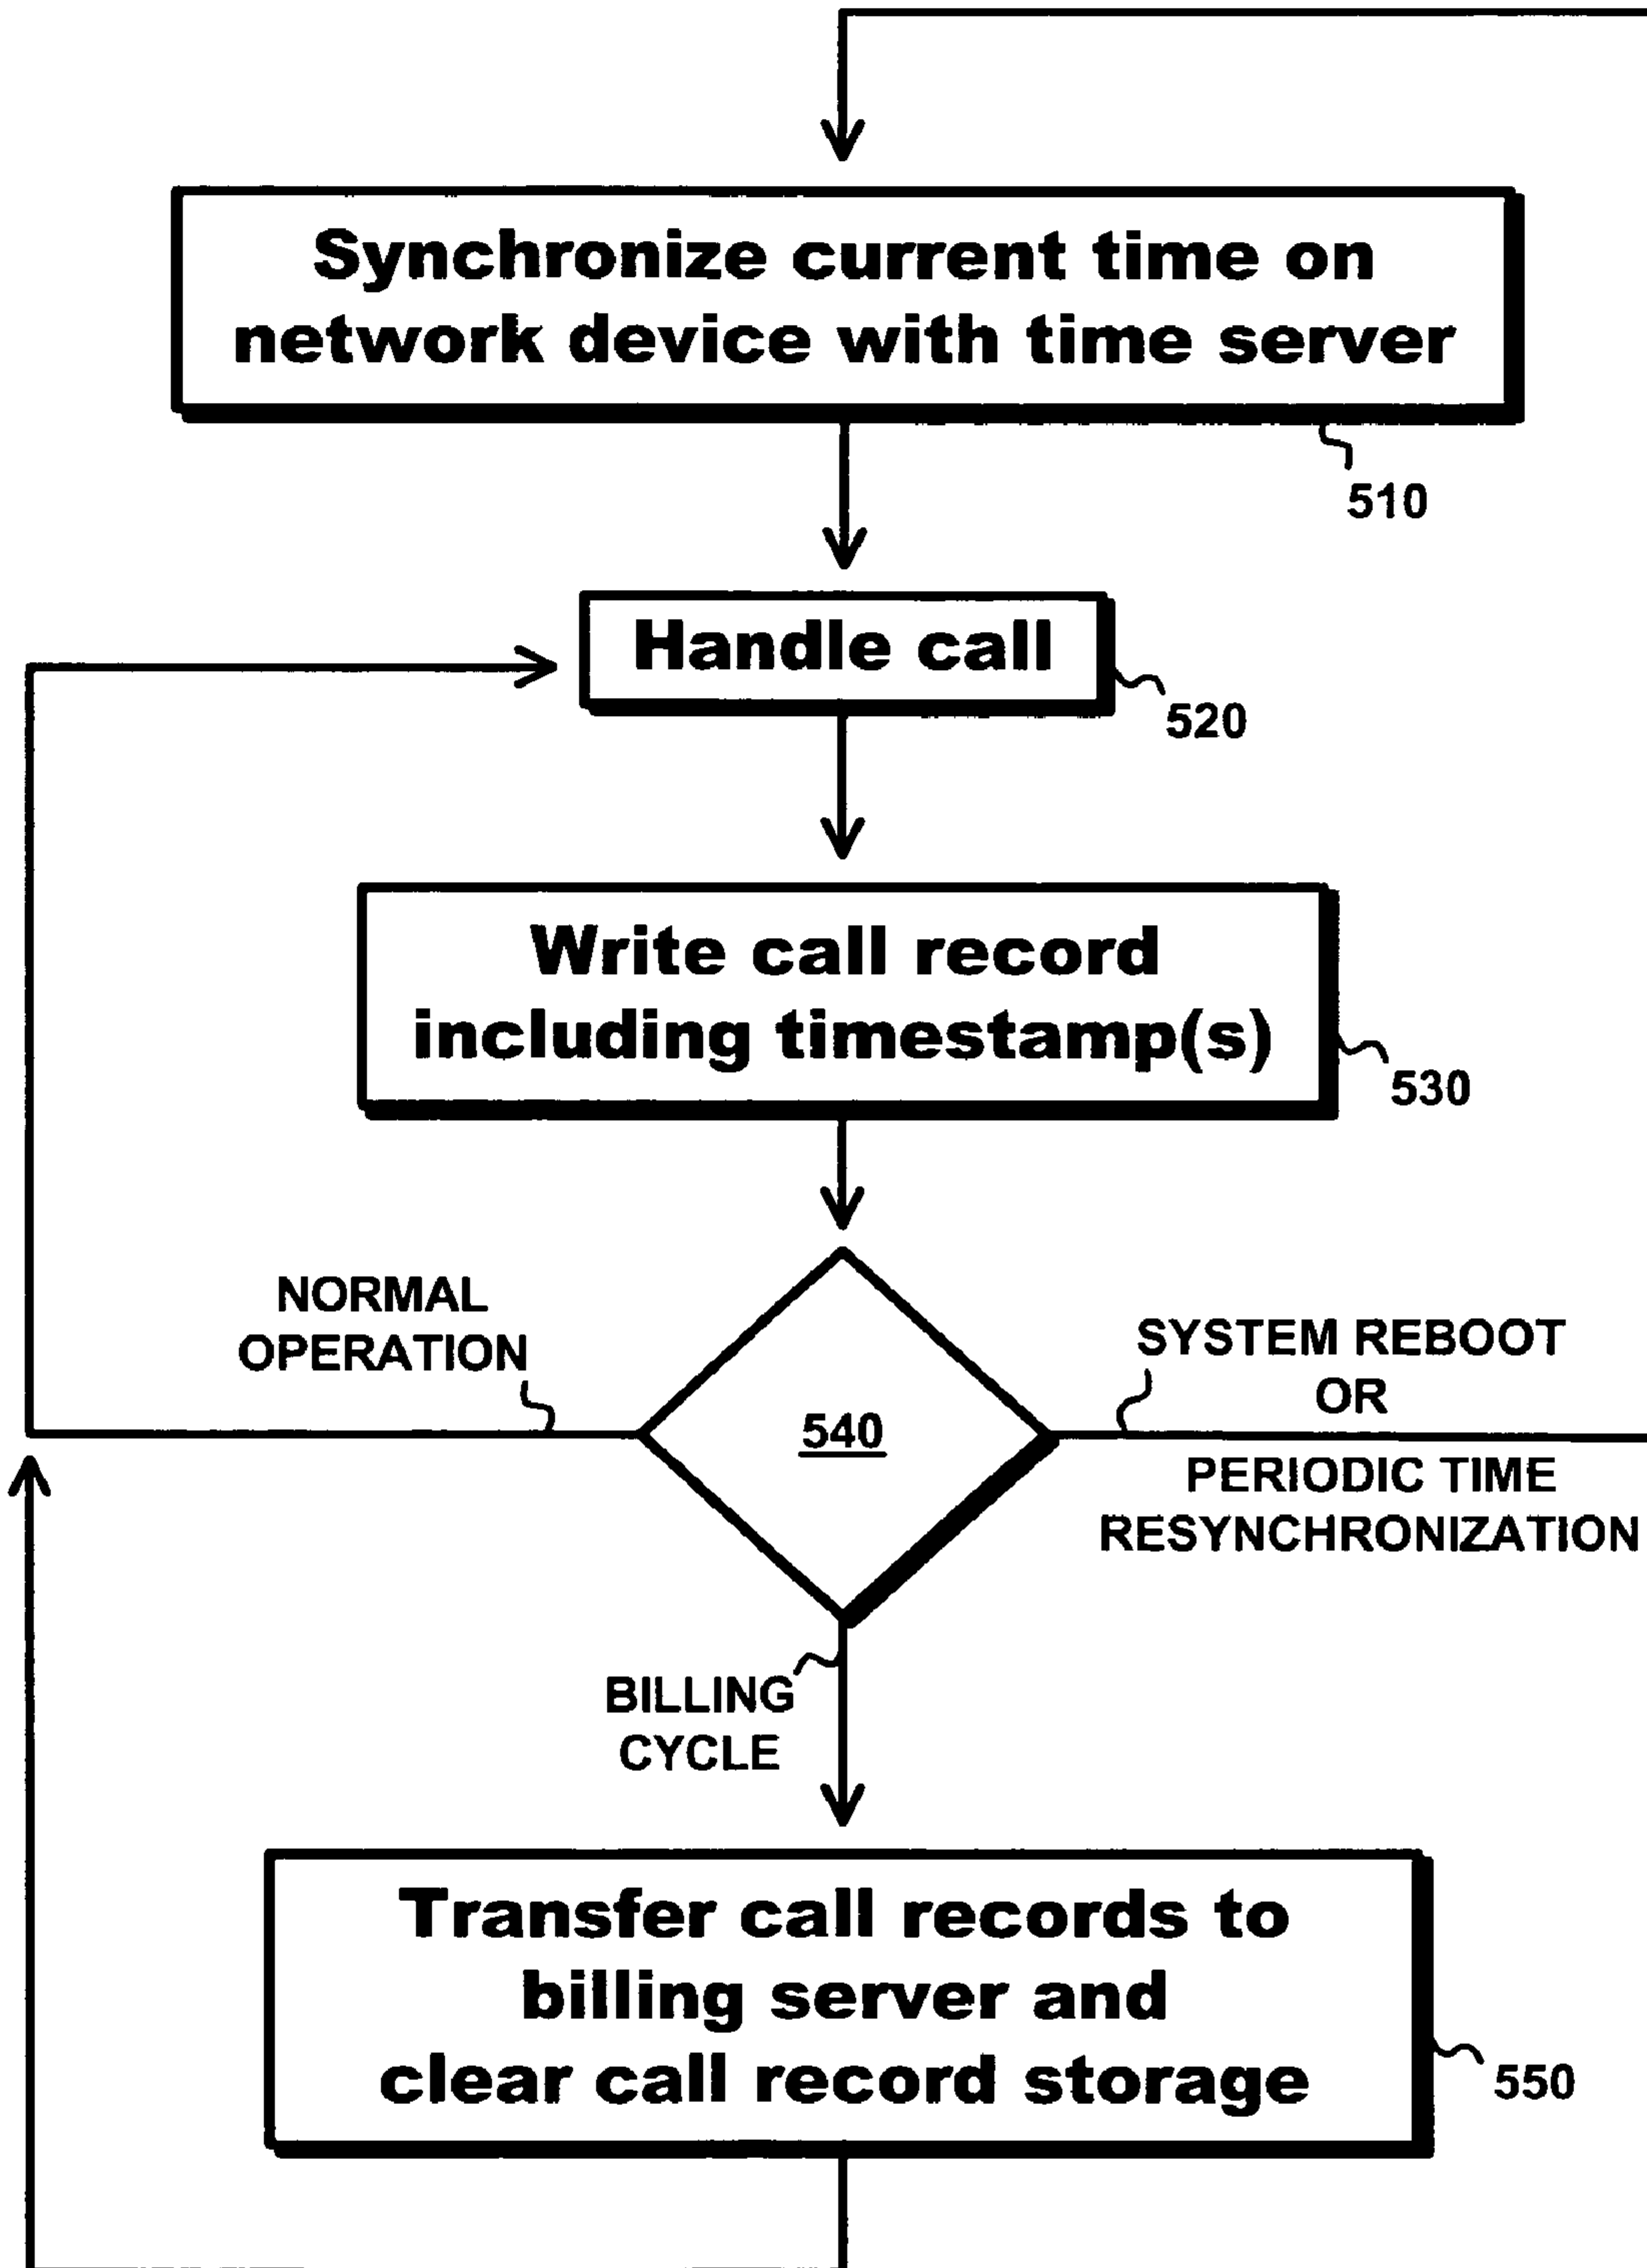 Synchronize current time on
network device with time server
510
Handle call
520
Write call record
including timestamp(s)
530
NORMAL
OPERATION
SYSTEM REBOOT
OR
540
PERIODIC TIME
RESYNCHRONIZATION
BILLING
CYCLE
Transfer call records to
billing server and
clear call record storage
550